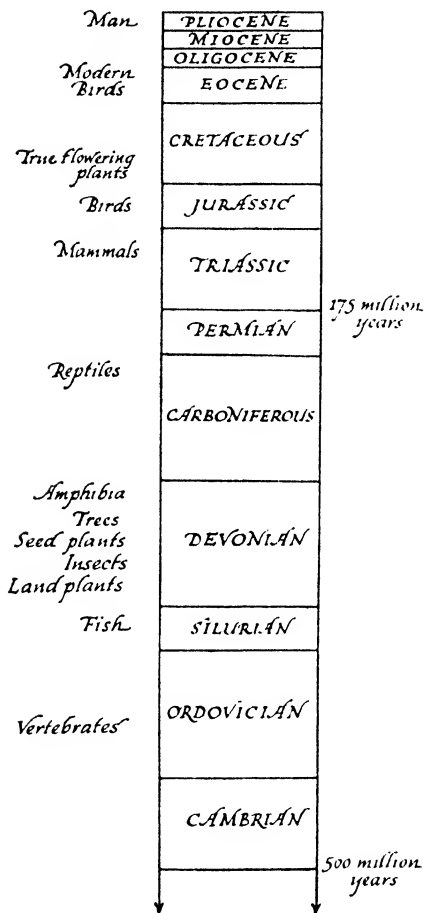 Man PLIOCENE
MIOCENE
OLIGOCENE
Modern
Birds EOCENE
CRETACEOUS
True flowering
plants
Birds JURASSIC
Mammals TRIASSIC
175 million
years
PERMIAN
Reptiles
CARBONIFEROUS
Amphibia
Trees
Seed plants DEVONIAN
Insects
Land plants
Fish SILURIAN
ORDOVICIAN
Vertebrates
CAMBRIAN
500 million
years